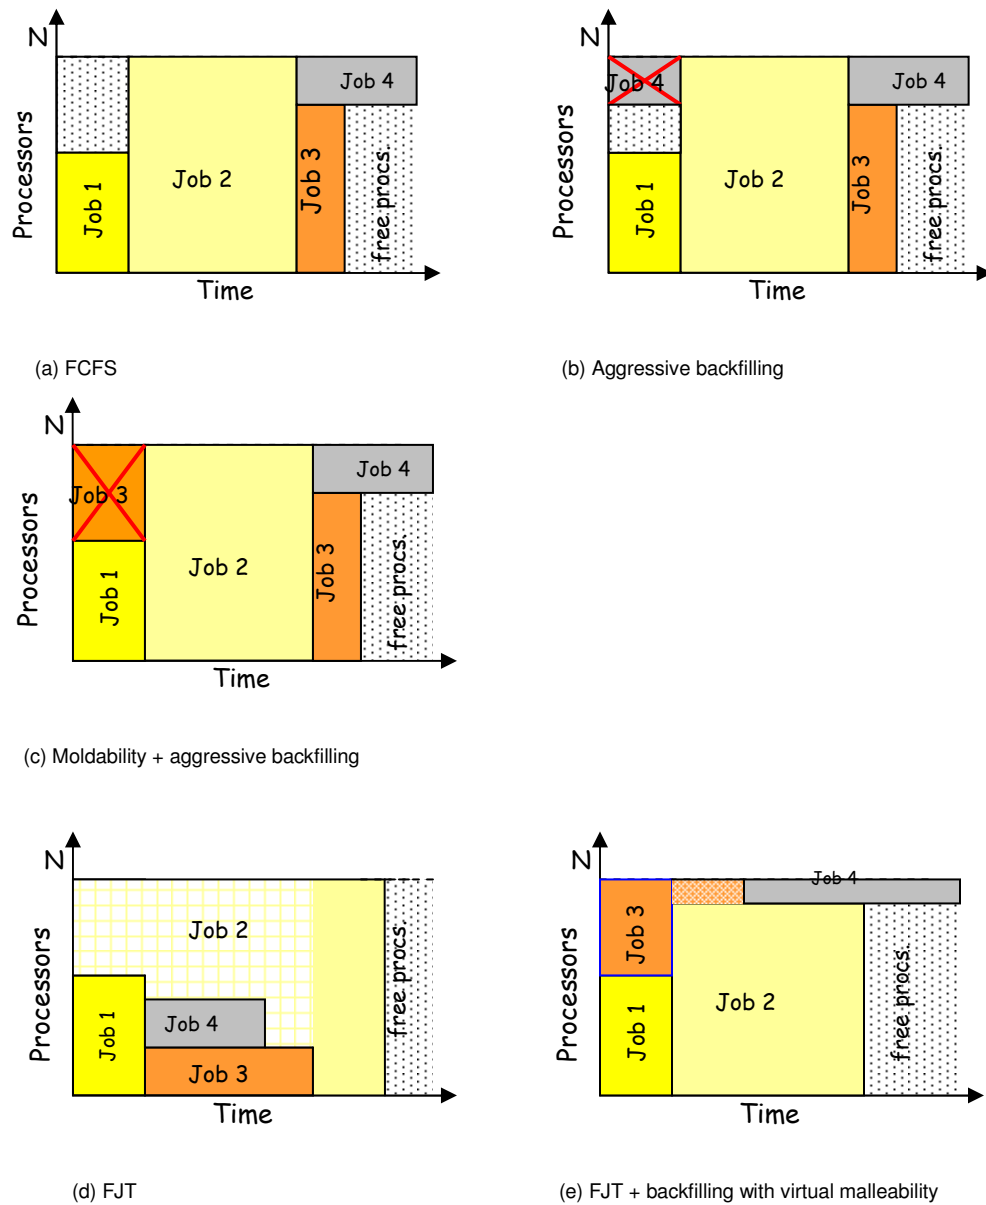 N
Processors
Job 1
Job 2
Job 3
Job 4
free procs.
Time
(a) FCFS
N
Processors
Job 4
Job 1
Job 2
Job 3
Job 4
free procs.
Time
(b) Aggressive backfilling
N
Processors
Job 3
Job 1
Job 2
Job 3
Job 4
free procs.
Time
(c) Moldability + aggressive backfilling
N
Processors
Job 1
Job 2
Job 4
Job 3
free procs.
Time
(d) FJT
N
Processors
Job 3
Job 1
Job 4
Job 2
free procs.
Time
(e) FJT + backfilling with virtual malleability